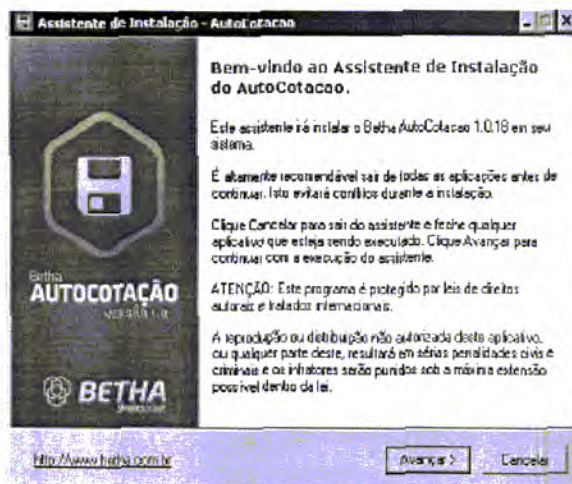 Assistente de Instalação - AutoCotacao
Bem-vindo ao Assistente de Instalação
do AutoCotacao.
Este assistente irá instalar o Betha AutoCotacao 1.0.18 em seu
sistema.
É altamente recomendável sair de todas as aplicações antes de
continuar. Isto evitará conflitos durante a instalação.
Clique Cancelar para sair do assistente e feche qualquer
aplicativo que esteja sendo executado. Clique Avançar para
continuar com a execução do assistente.
ATENÇÃO: Este programa é protegido por leis de direitos
autorais e tratados internacionais.
A reprodução ou distribuição não autorizada deste aplicativo,
ou qualquer parte deste, resultará em sérias penalidades civis e
criminais e os infratores serão punidos sob a máxima extensão
possível dentro da lei.
Betha
AUTOCOTAÇÃO
VERSÃO 1.0
BETHA
http://www.betha.com.br
Avançar >
Cancelar